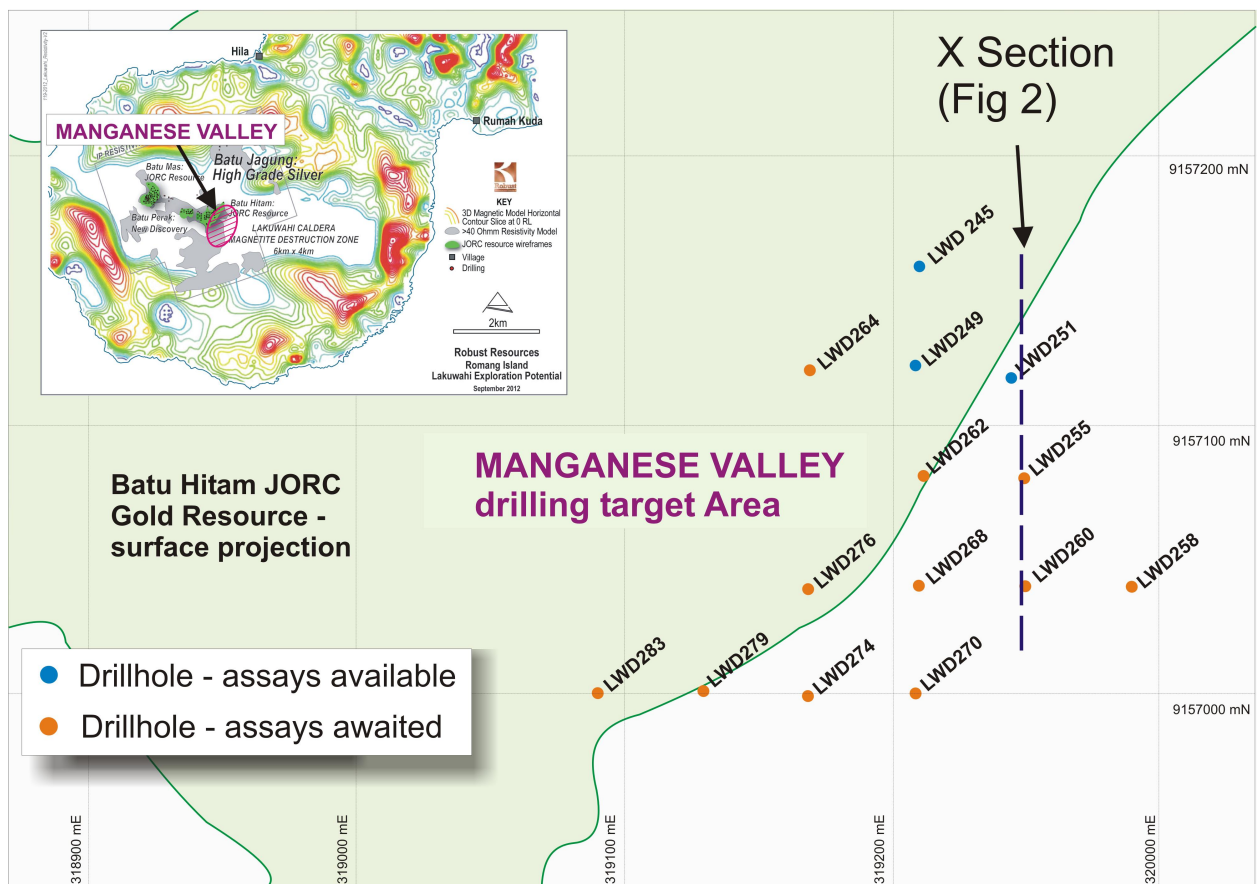 Hila
Rumah Kuda
MANGANESE VALLEY
IP RESISTIV
Batu Jagung:
High Grade Silver
Batu Mas:
JORC Resource
Batu Hitam:
JORC Resource
Batu Perak:
New Discovery
LAKUWAHI CALDERA
MAGNETITE DESTRUCTION ZONE
6km x 4km
Robust
KEY
3D Magnetic Model Horizontal
Contour Slice at 0 RL
>40 Ohmm Resistivity Model
JORC resource wireframes
Village
Drilling
2km
Robust Resources
Romang Island
Lakuwahi Exploration Potential
September 2012
X Section
(Fig 2)
9157200 mN
LWD 245
LWD264
LWD249
LWD251
9157100 mN
LWD262
LWD255
MANGANESE VALLEY
drilling target Area
Batu Hitam JORC
Gold Resource -
surface projection
LWD276
LWD268
LWD260
LWD258
LWD283
LWD279
LWD274
LWD270
9157000 mN
Drillhole - assays available
Drillhole - assays awaited
318900 mE
319000 mE
319100 mE
319200 mE
320000 mE